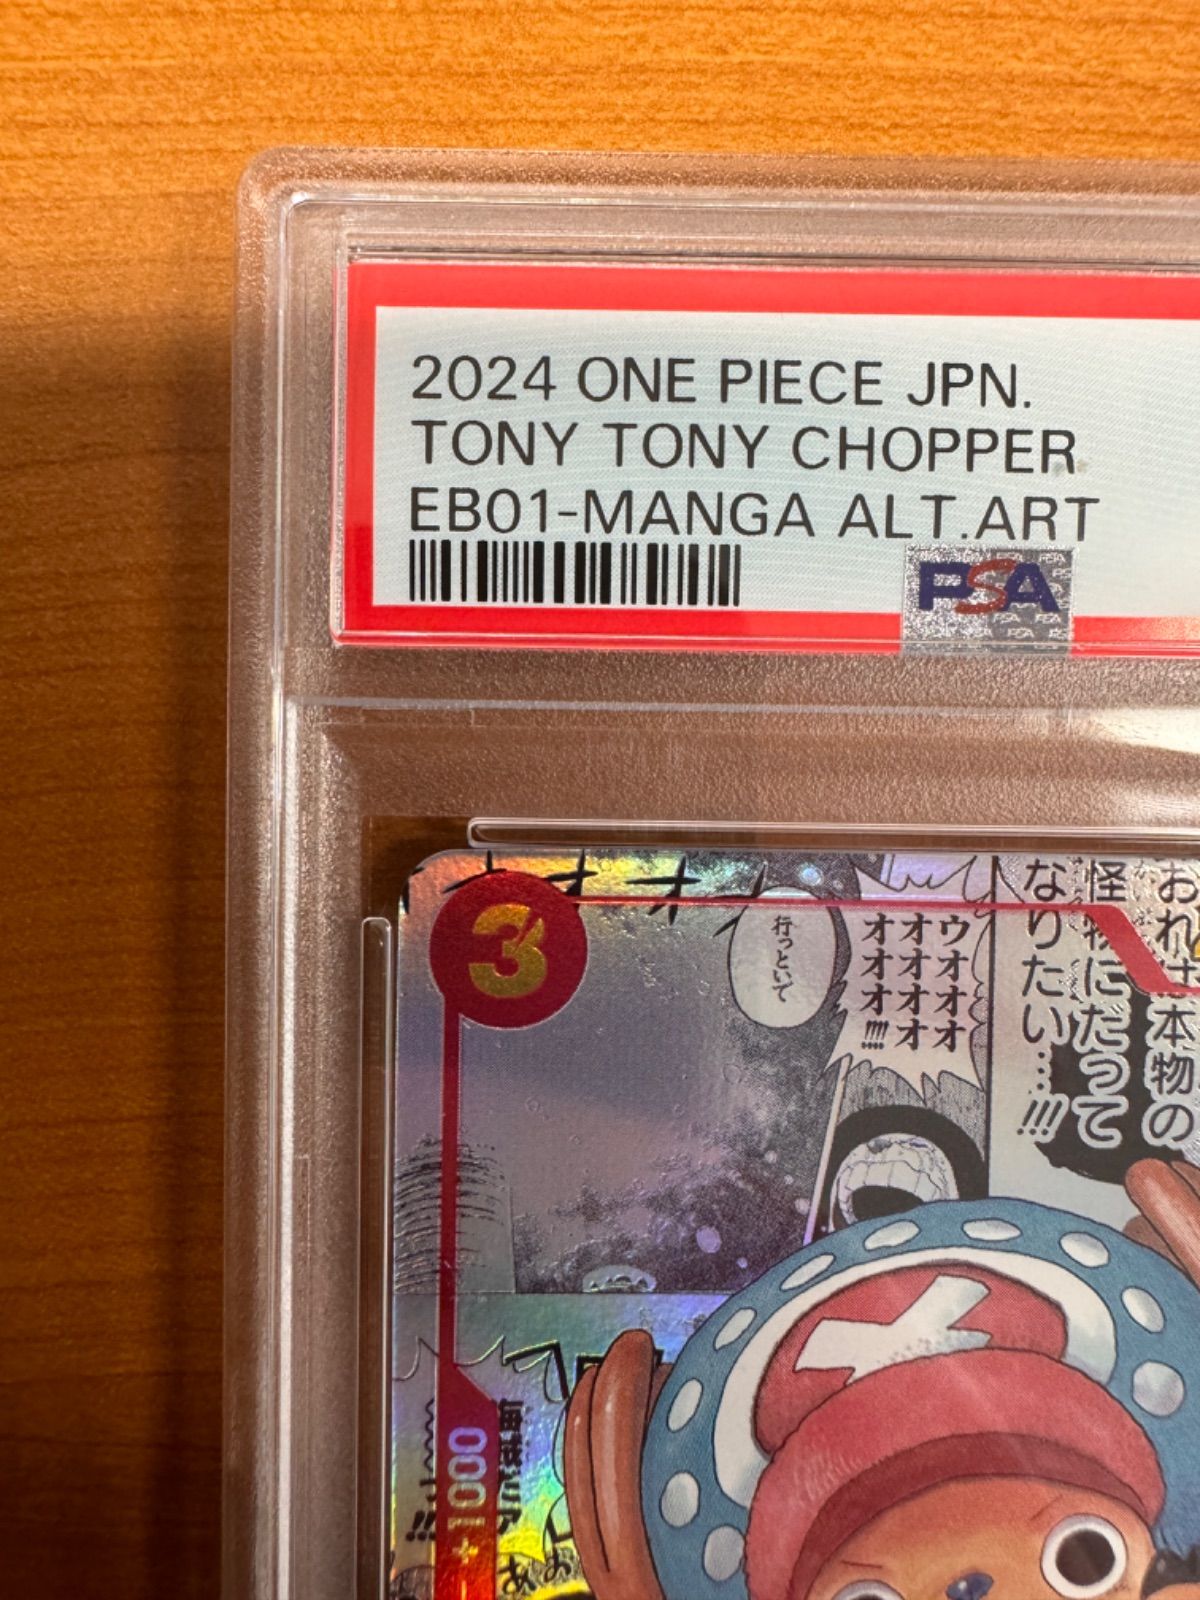 2024 ONE PIECE JPN.
TONY TONY CHOPPER
EB01-MANGA ALT.ART
PSA
3
おれは本物の
怪物にだって
なりたい…!!!
ウオオオ
オオオオ
オオオ!!!!
行っといで
+1000